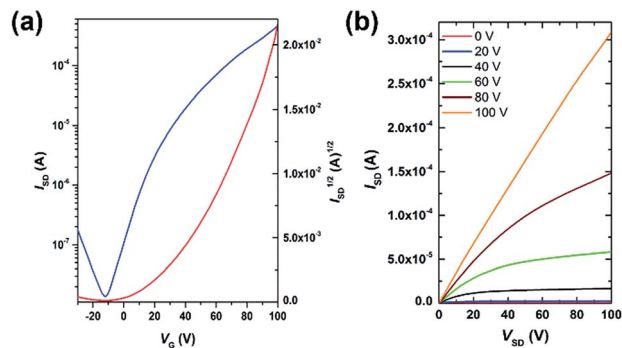 (a)
10⁻⁴
10⁻⁵
10⁻⁶
10⁻⁷
I_SD (A)
2.0x10⁻²
1.5x10⁻²
1.0x10⁻²
5.0x10⁻³
0.0
I_SD^1/2 (A)^1/2
-20 0 20 40 60 80 100
V_G (V)
(b)
3.0x10⁻⁴
2.5x10⁻⁴
2.0x10⁻⁴
1.5x10⁻⁴
1.0x10⁻⁴
5.0x10⁻⁵
0.0
I_SD (A)
0 V
20 V
40 V
60 V
80 V
100 V
0 20 40 60 80 100
V_SD (V)